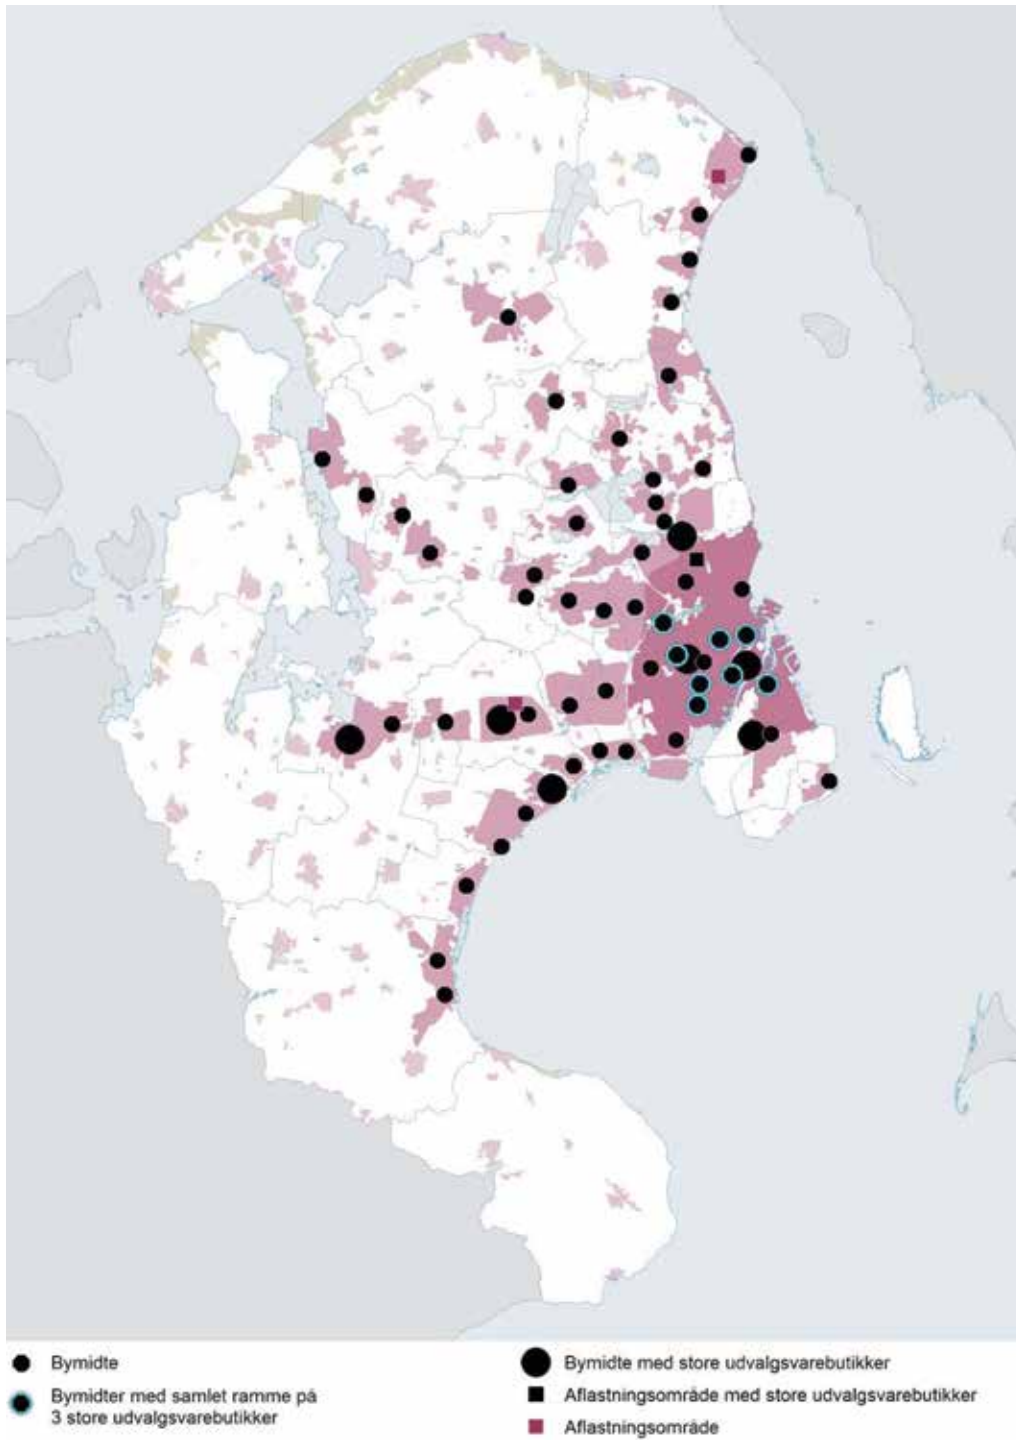 Bymidte
Bymidter med samlet ramme på
3 store udvalgsvarebutikker
Bymidte med store udvalgsvarebutikker
Aflastningsområde med store udvalgsvarebutikker
Aflastningsområde